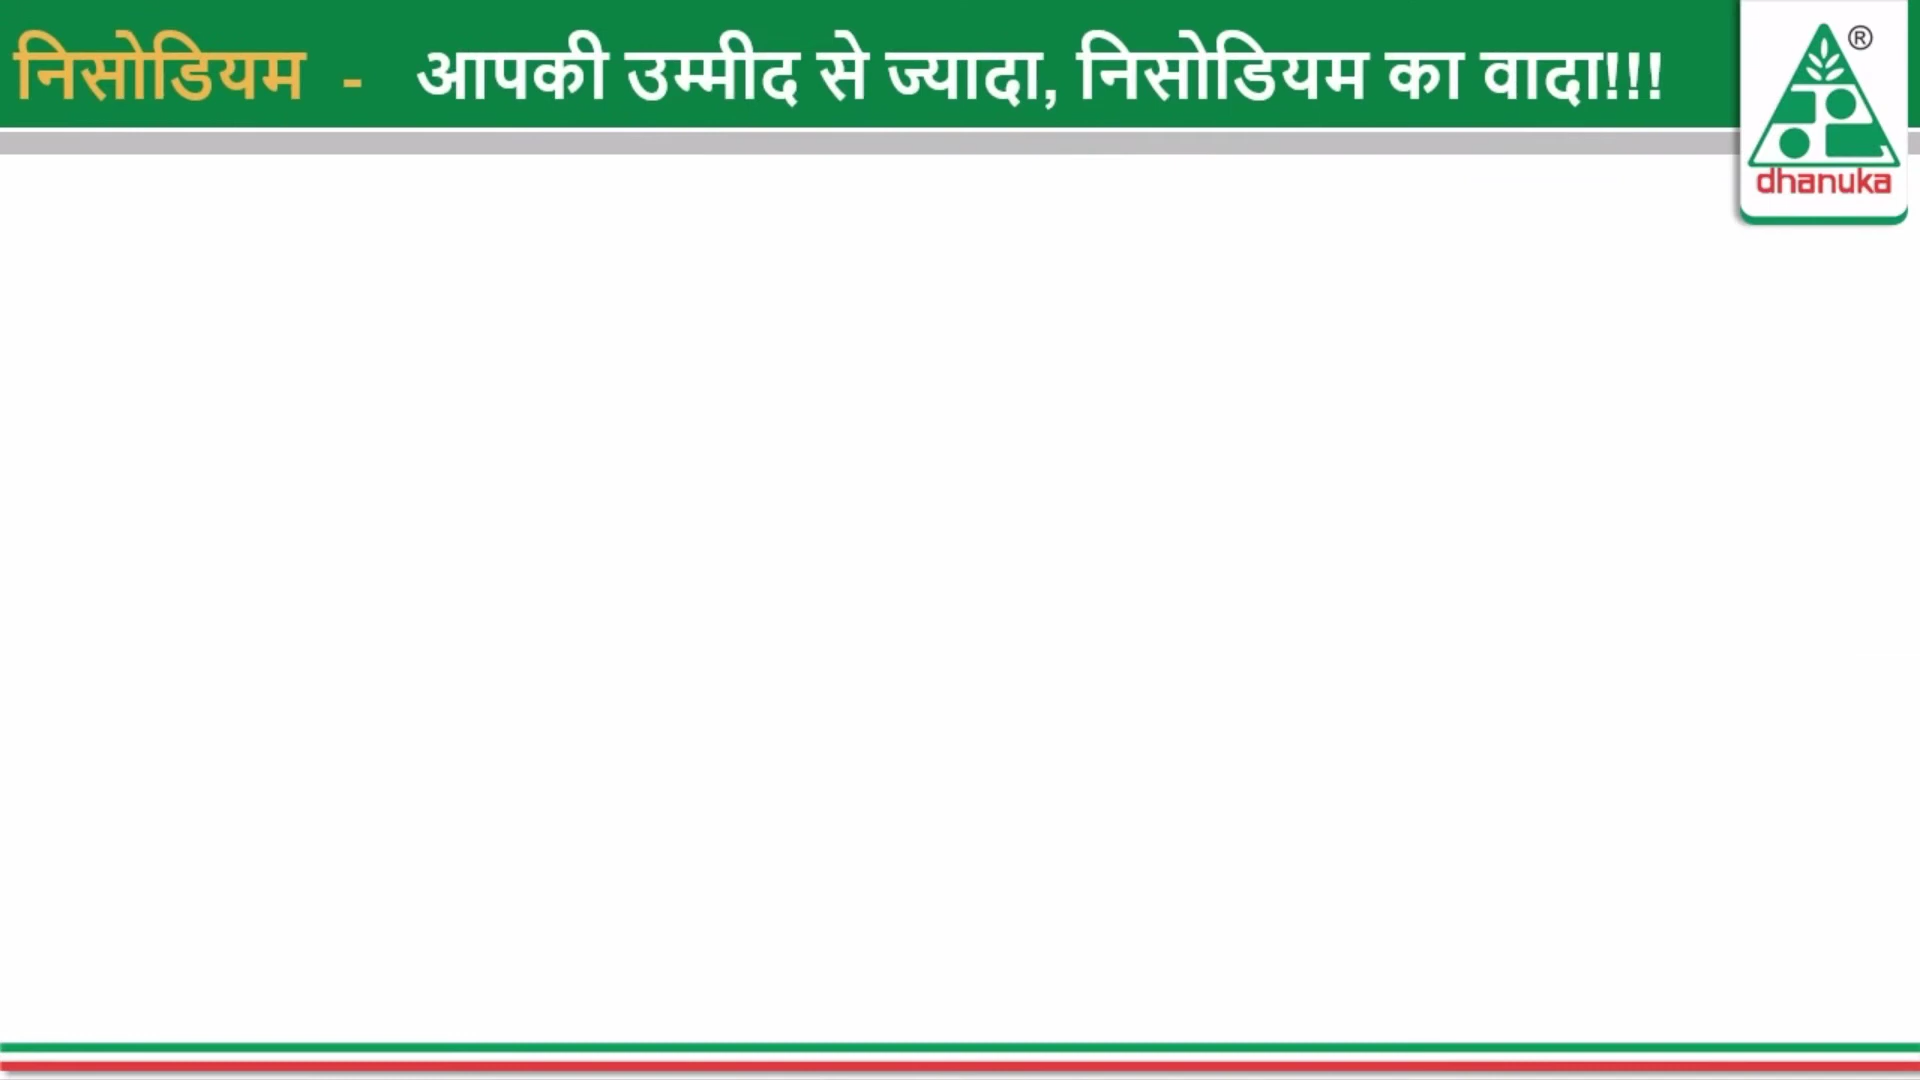 निसोडियम - आपकी उम्मीद से ज्यादा, निसोडियम का वादा!!!
®
dhanuka